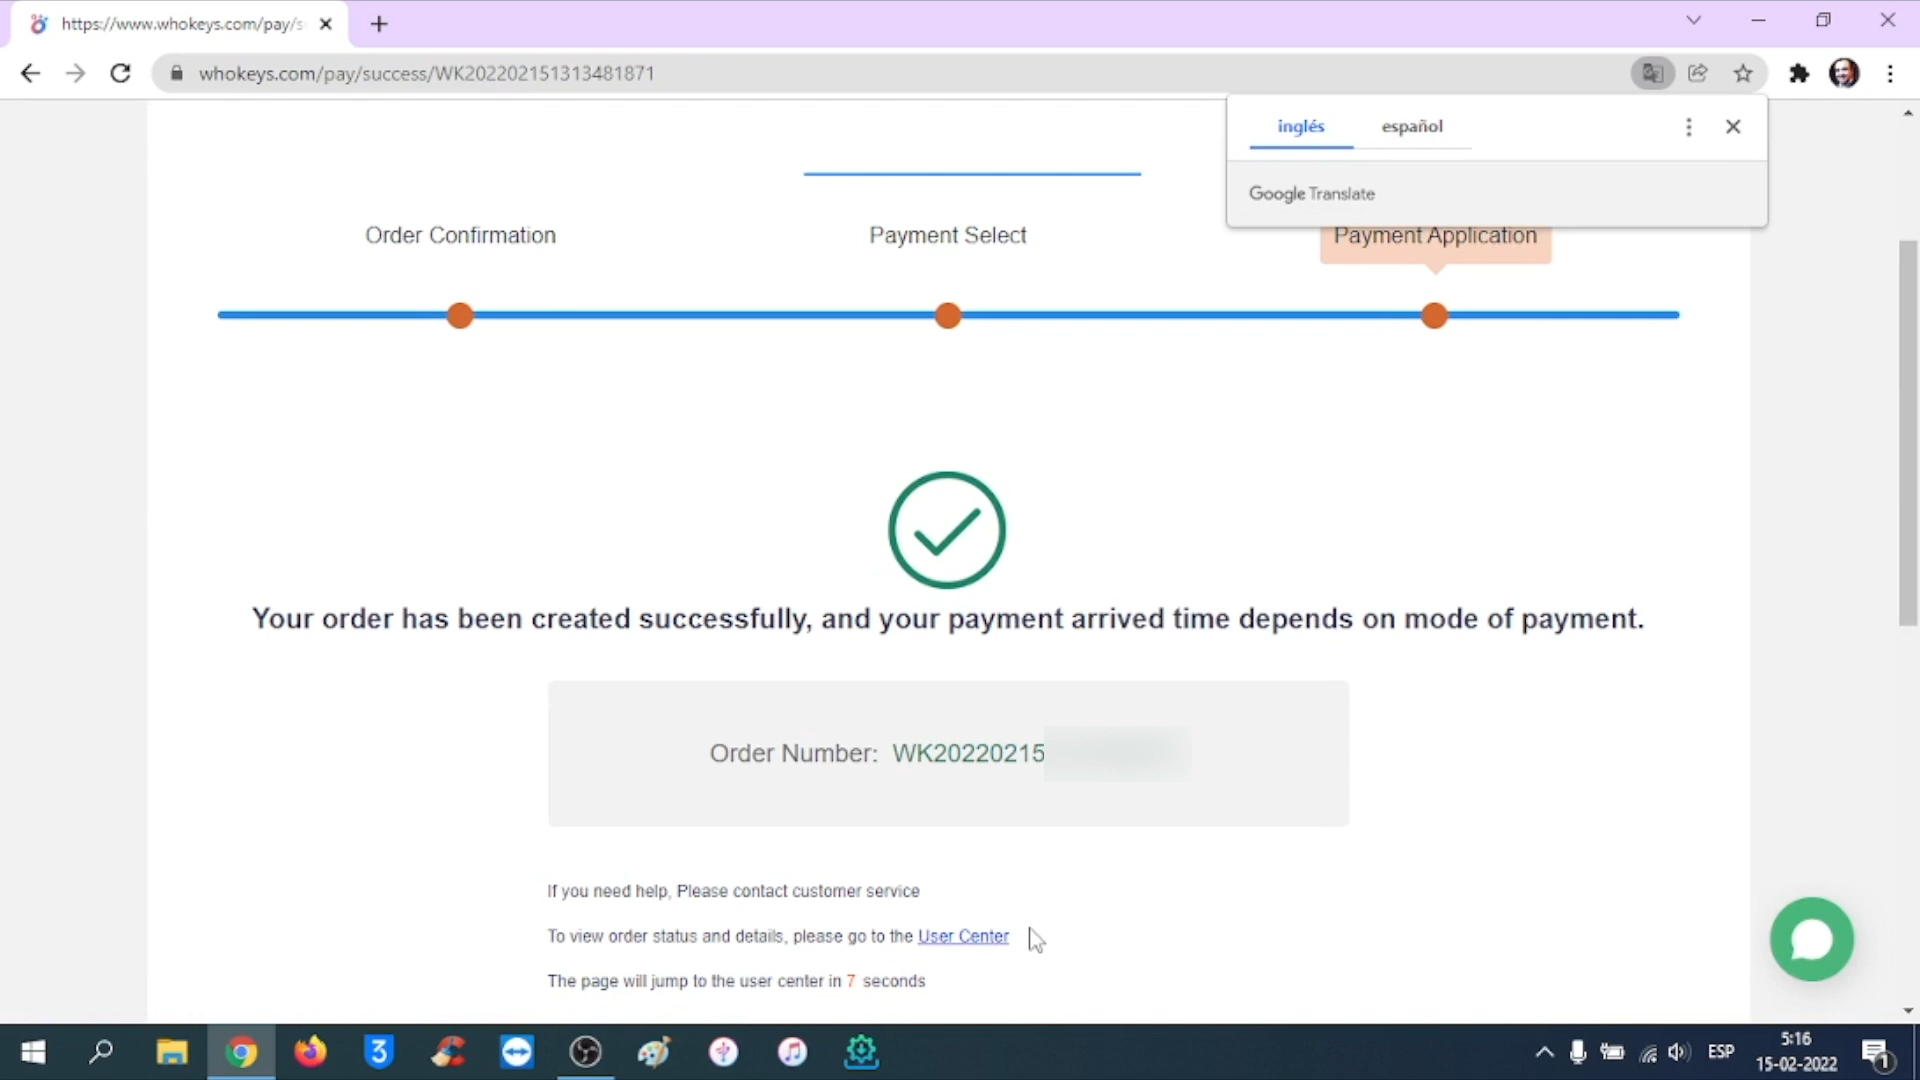 https://www.whokeys.com/pay/s
whokeys.com/pay/success/WK202202151313481871
inglés español
Google Translate
Order Confirmation Payment Select Payment Application
Your order has been created successfully, and your payment arrived time depends on mode of payment.
Order Number: WK20220215
If you need help, Please contact customer service
To view order status and details, please go to the User Center
The page will jump to the user center in 7 seconds
3
ESP
5:16
15-02-2022
1